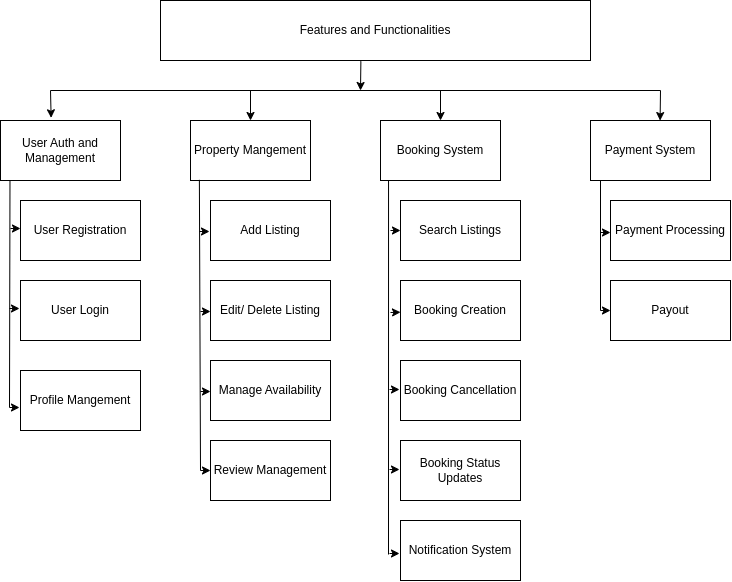 Features and Functionalities
User Auth and
Management
Property Mangement
Booking System
Payment System
User Registration
Add Listing
Search Listings
Payment Processing
User Login
Edit/ Delete Listing
Booking Creation
Payout
Profile Mangement
Manage Availability
Booking Cancellation
Review Management
Booking Status
Updates
Notification System